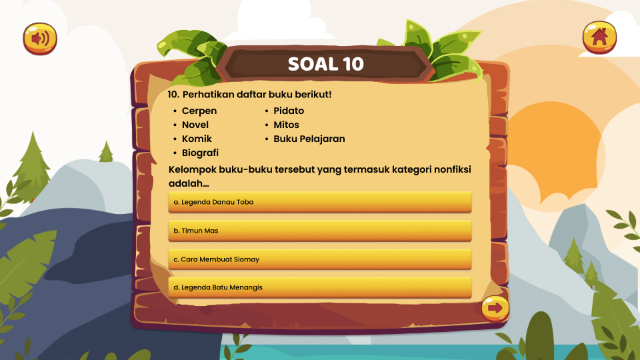 SOAL 10
10. Perhatikan daftar buku berikut!
• Cerpen
• Novel
• Komik
• Biografi
• Pidato
• Mitos
• Buku Pelajaran
Kelompok buku-buku tersebut yang termasuk kategori nonfiksi
adalah...
a. Legenda Danau Toba
b. Timun Mas
c. Cara Membuat Siomay
d. Legenda Batu Menangis